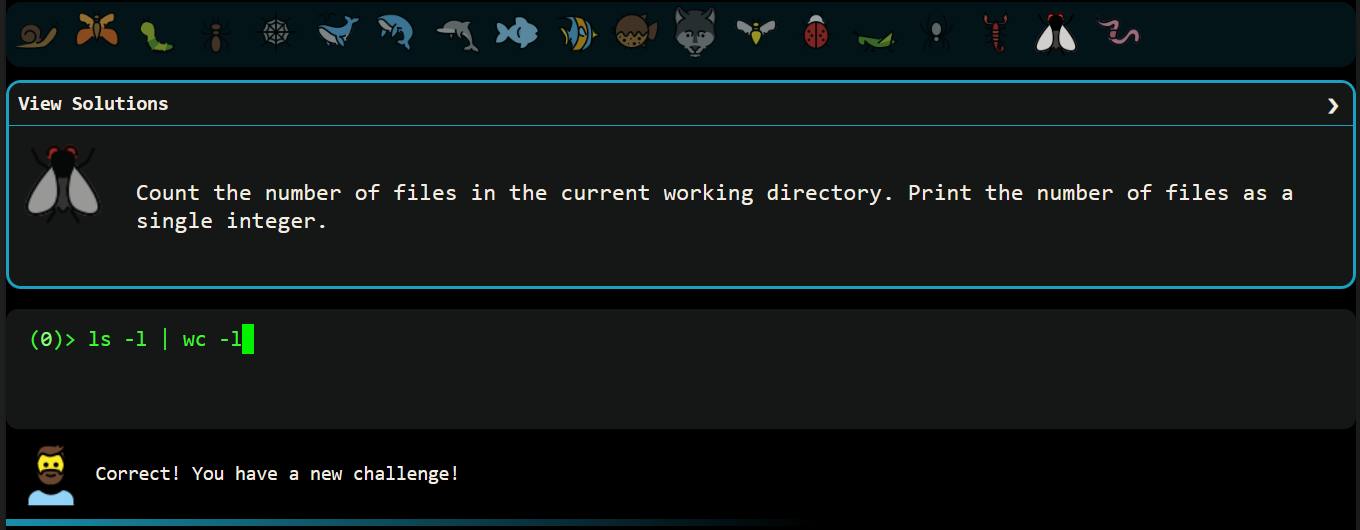 View Solutions
Count the number of files in the current working directory. Print the number of files as a
single integer.
(0)> ls -l | wc -l
Correct! You have a new challenge!